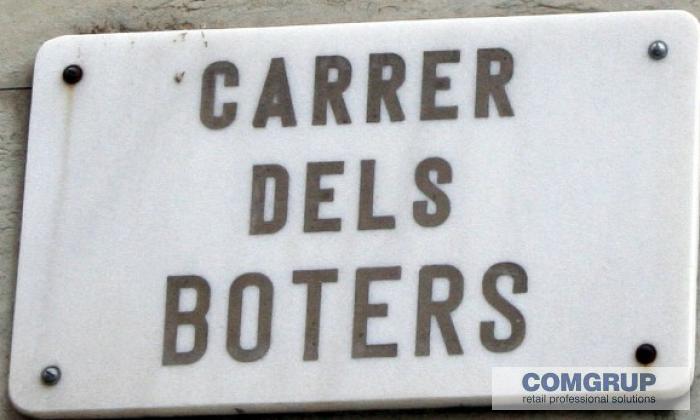 CARRER
DELS
BOTERS
COMGRUP
retail professional solutions